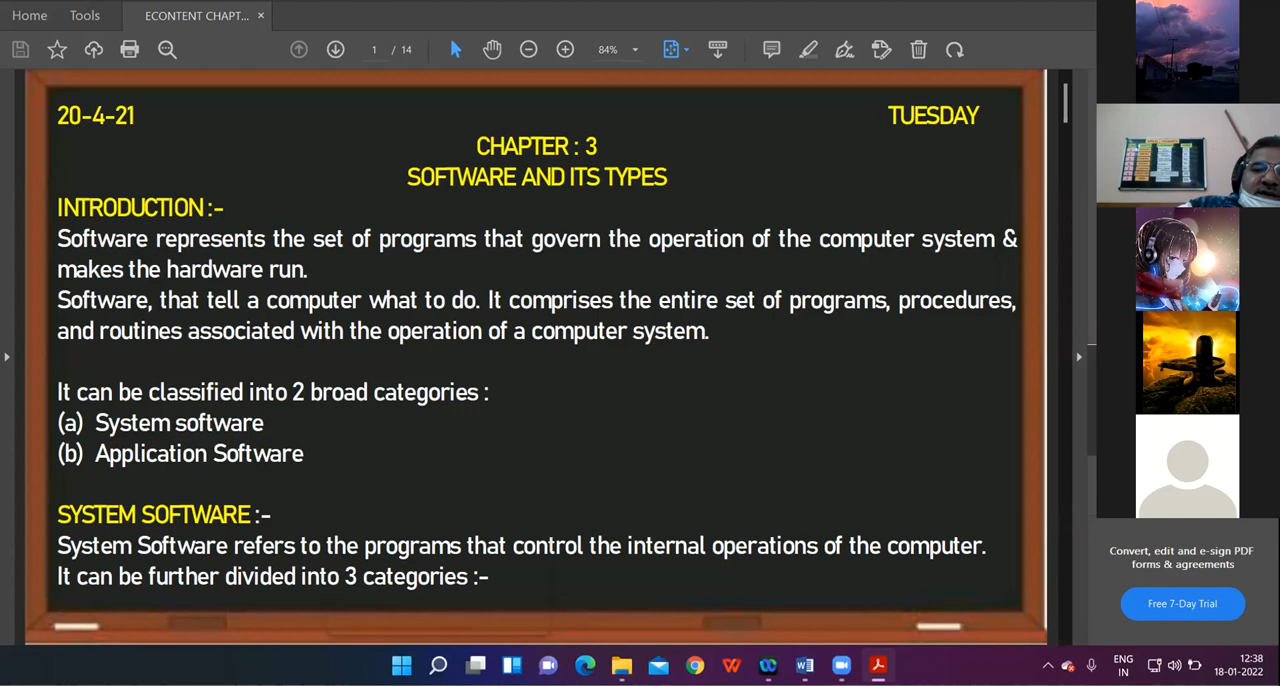 Home Tools ECONTENT CHAPT... ×
1 / 14 84%
20-4-21 TUESDAY
CHAPTER : 3
SOFTWARE AND ITS TYPES
INTRODUCTION :-
Software represents the set of programs that govern the operation of the computer system &
makes the hardware run.
Software, that tell a computer what to do. It comprises the entire set of programs, procedures,
and routines associated with the operation of a computer system.
It can be classified into 2 broad categories :
(a) System software
(b) Application Software
SYSTEM SOFTWARE :-
System Software refers to the programs that control the internal operations of the computer.
It can be further divided into 3 categories :-
Convert, edit and e-sign PDF
forms & agreements
Free 7-Day Trial
ENG
IN
12:38
18-01-2022